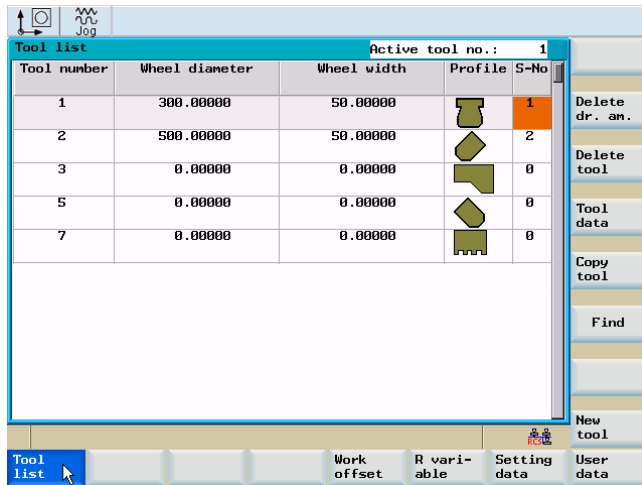 Jog
Tool list
Active tool no.: 1
Tool number Wheel diameter Wheel width Profile S-No
1 300.00000 50.00000 1
2 500.00000 50.00000 2
3 0.00000 0.00000 0
5 0.00000 0.00000 0
7 0.00000 0.00000 0
Delete
dr. am.
Delete
tool
Tool
data
Copy
tool
Find
New
tool
RCS
Tool
list
Work
offset
R vari-
able
Setting
data
User
data